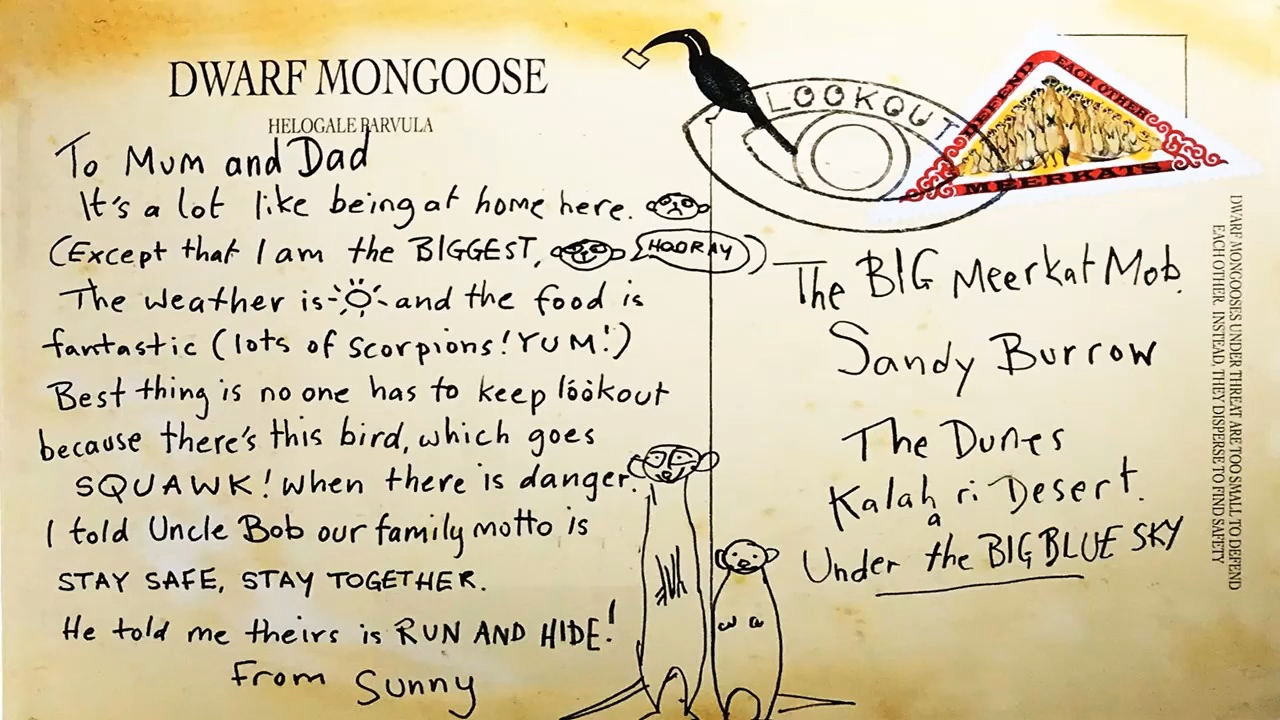 DWARF MONGOOSE
HELOGALE PARVULA
To Mum and Dad
It's a lot like being at home here.
(Except that I am the BIGGEST, HOORAY)
The weather is and the food is
fantastic (lots of scorpions! YUM!)
Best thing is no one has to keep lookout
because there's this bird, which goes
SQUAWK! when there is danger.
I told Uncle Bob our family motto is
STAY SAFE, STAY TOGETHER.
He told me theirs is RUN AND HIDE!
From Sunny
LOOKOUT
DEFEND EACH OTHER
MEERKATS
The BIG Meerkat Mob.
Sandy Burrow
The Dunes
Kalahari Desert.
Under the BIG BLUE SKY
DWARF MONGOOSES UNDER THREAT ARE TOO SMALL TO DEFEND
EACH OTHER. INSTEAD, THEY DISPERSE TO FIND SAFETY